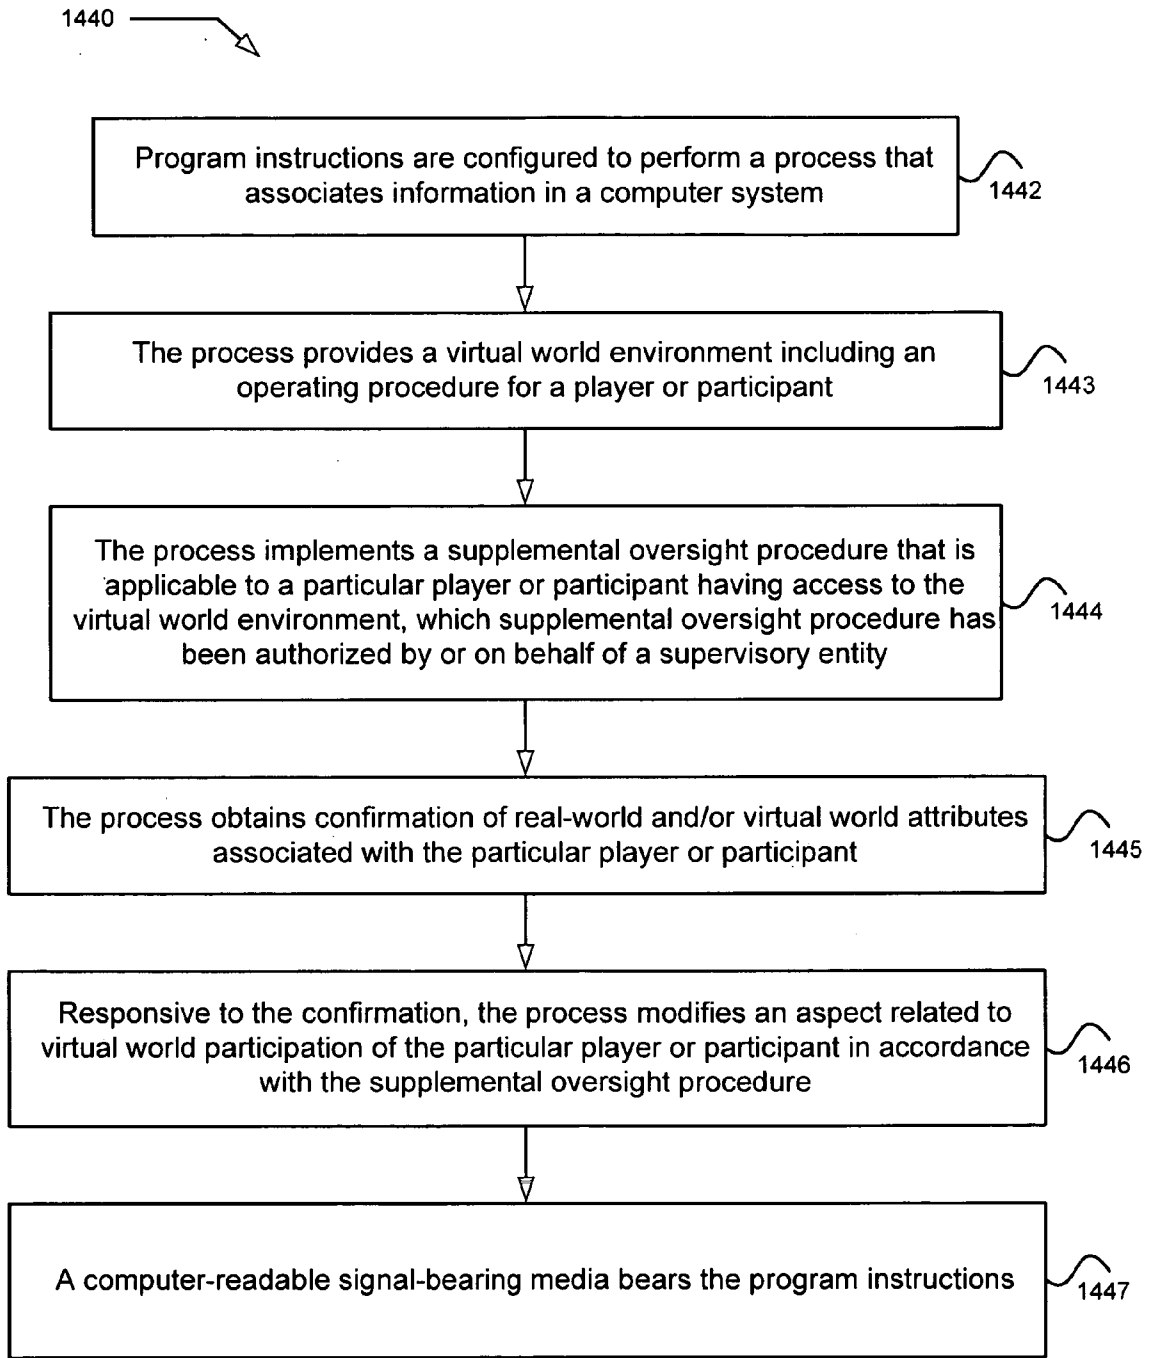 1440
Program instructions are configured to perform a process that
associates information in a computer system
1442
The process provides a virtual world environment including an
operating procedure for a player or participant
1443
The process implements a supplemental oversight procedure that is
applicable to a particular player or participant having access to the
virtual world environment, which supplemental oversight procedure has
been authorized by or on behalf of a supervisory entity
1444
The process obtains confirmation of real-world and/or virtual world attributes
associated with the particular player or participant
1445
Responsive to the confirmation, the process modifies an aspect related to
virtual world participation of the particular player or participant in accordance
with the supplemental oversight procedure
1446
A computer-readable signal-bearing media bears the program instructions
1447